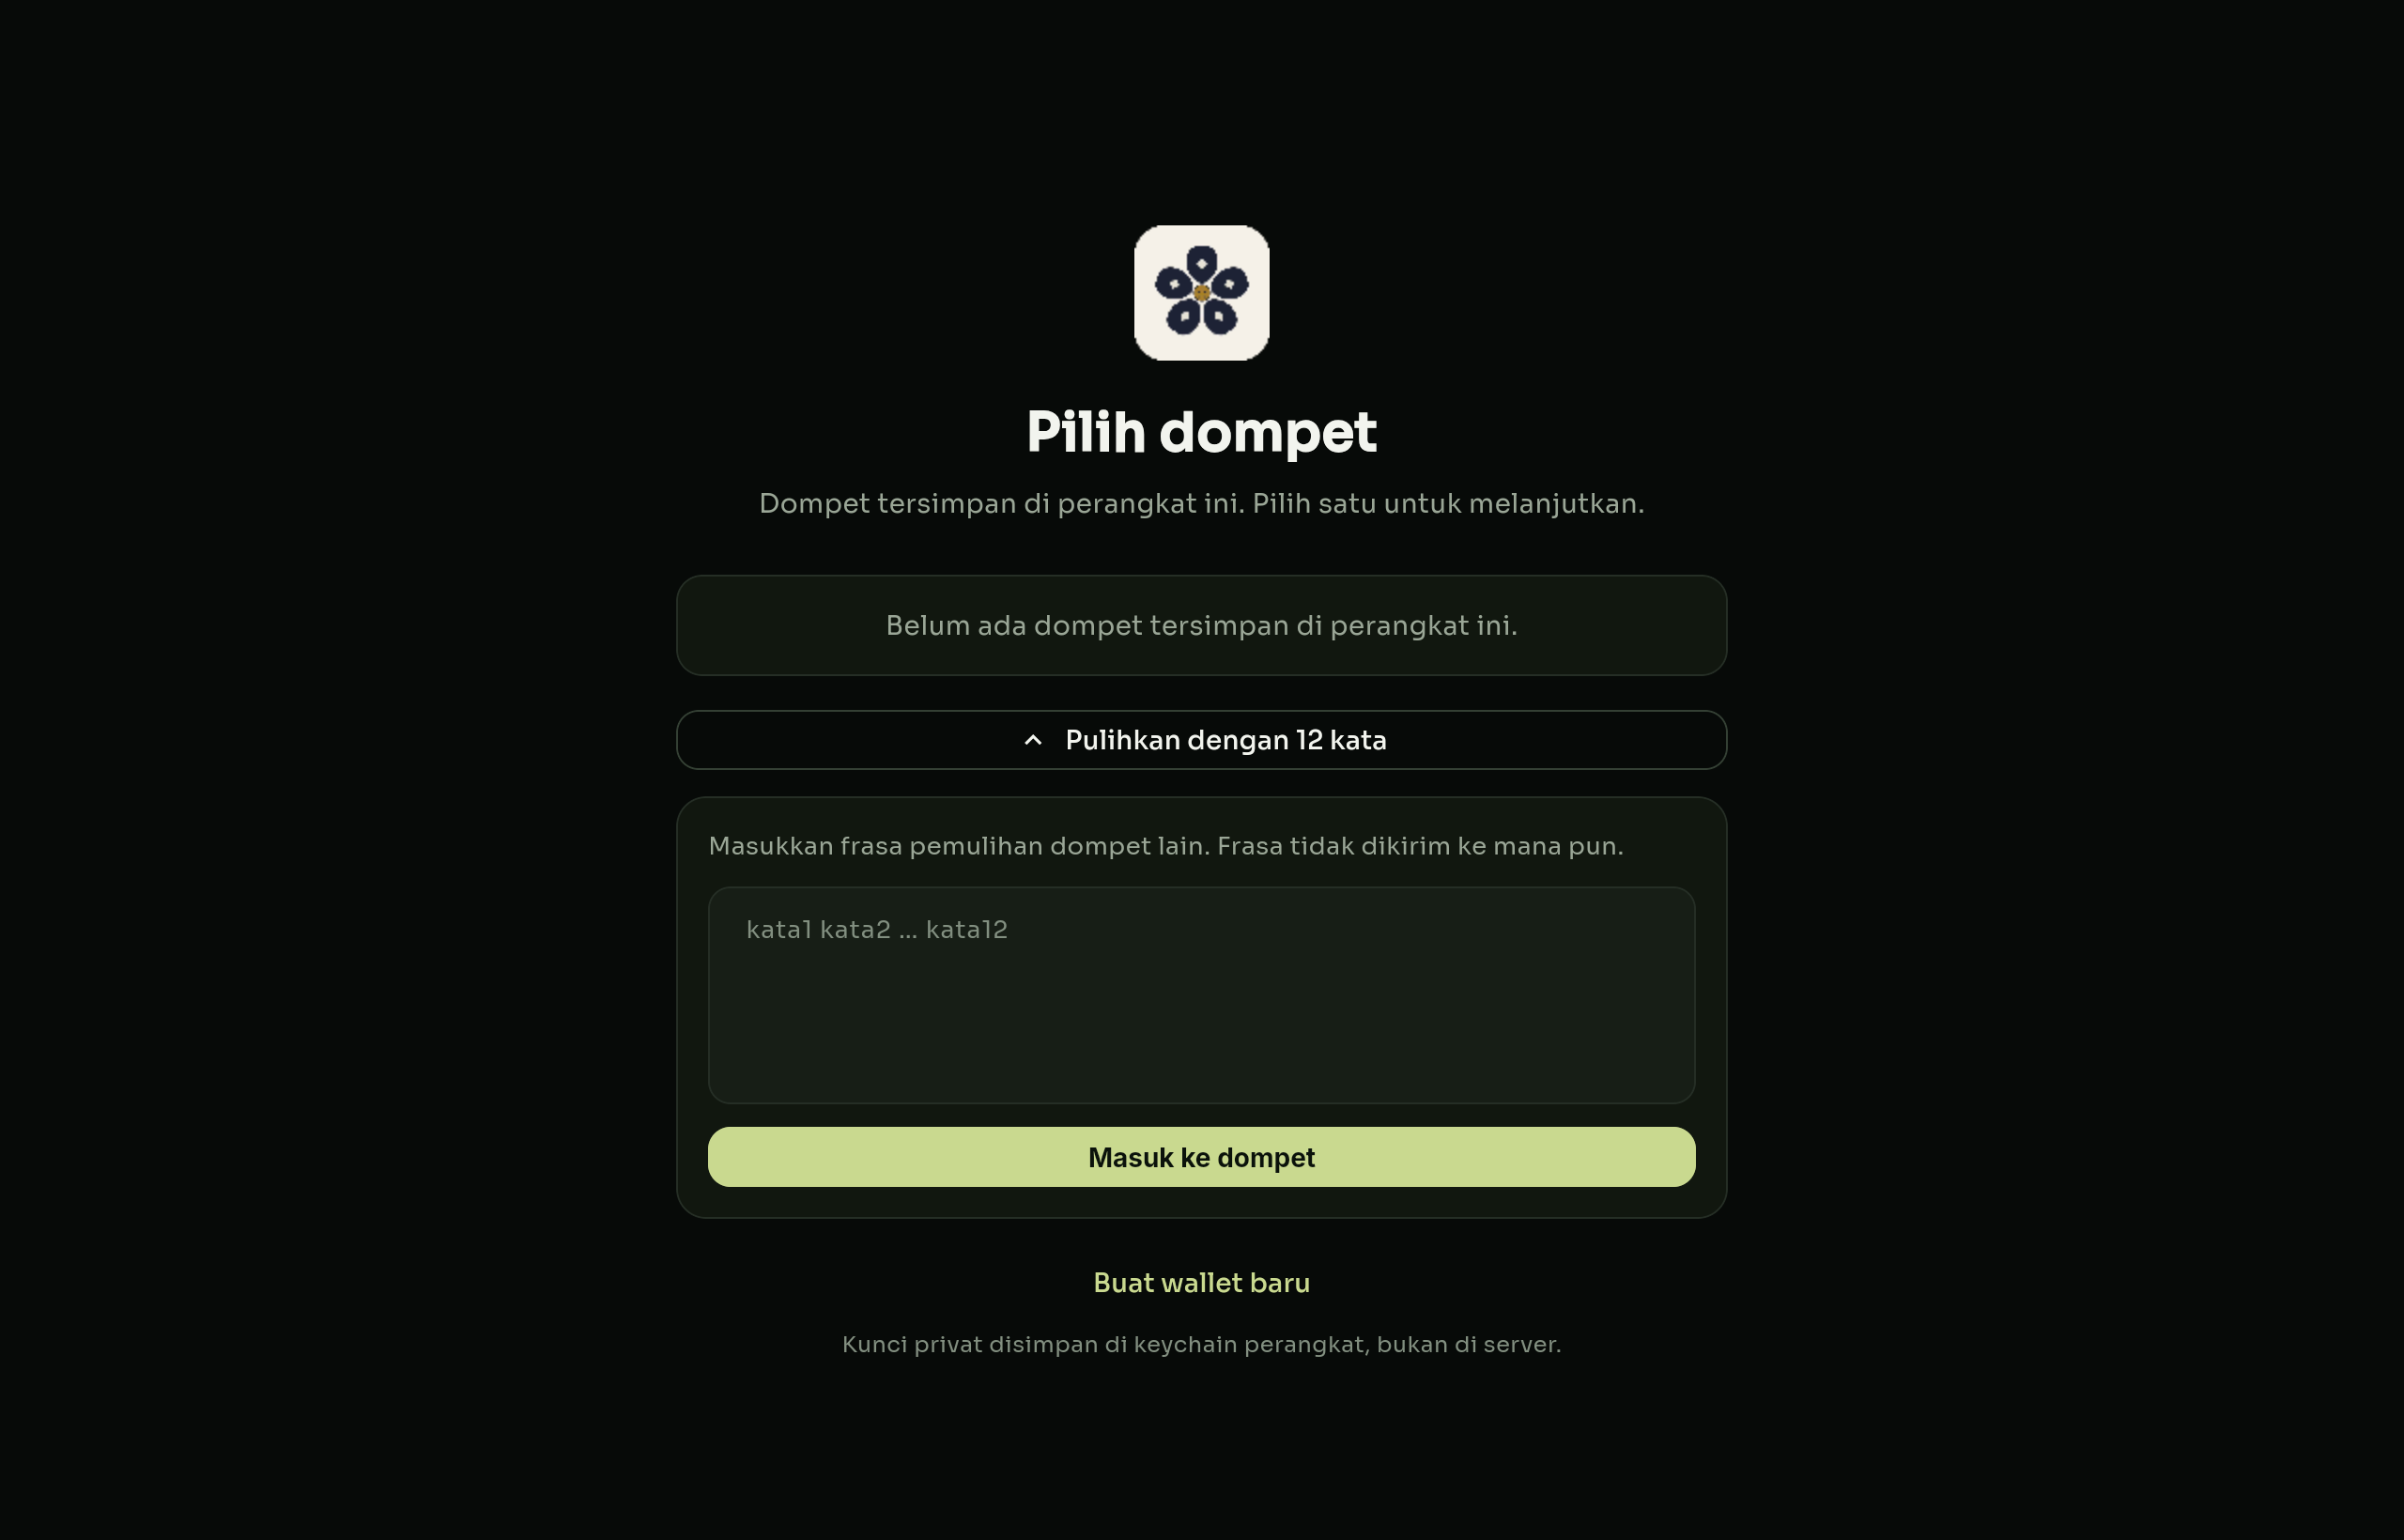 Pilih dompet
Dompet tersimpan di perangkat ini. Pilih satu untuk melanjutkan.
Belum ada dompet tersimpan di perangkat ini.
Pulihkan dengan 12 kata
Masukkan frasa pemulihan dompet lain. Frasa tidak dikirim ke mana pun.
kata1 kata2 ... kata12
Masuk ke dompet
Buat wallet baru
Kunci privat disimpan di keychain perangkat, bukan di server.